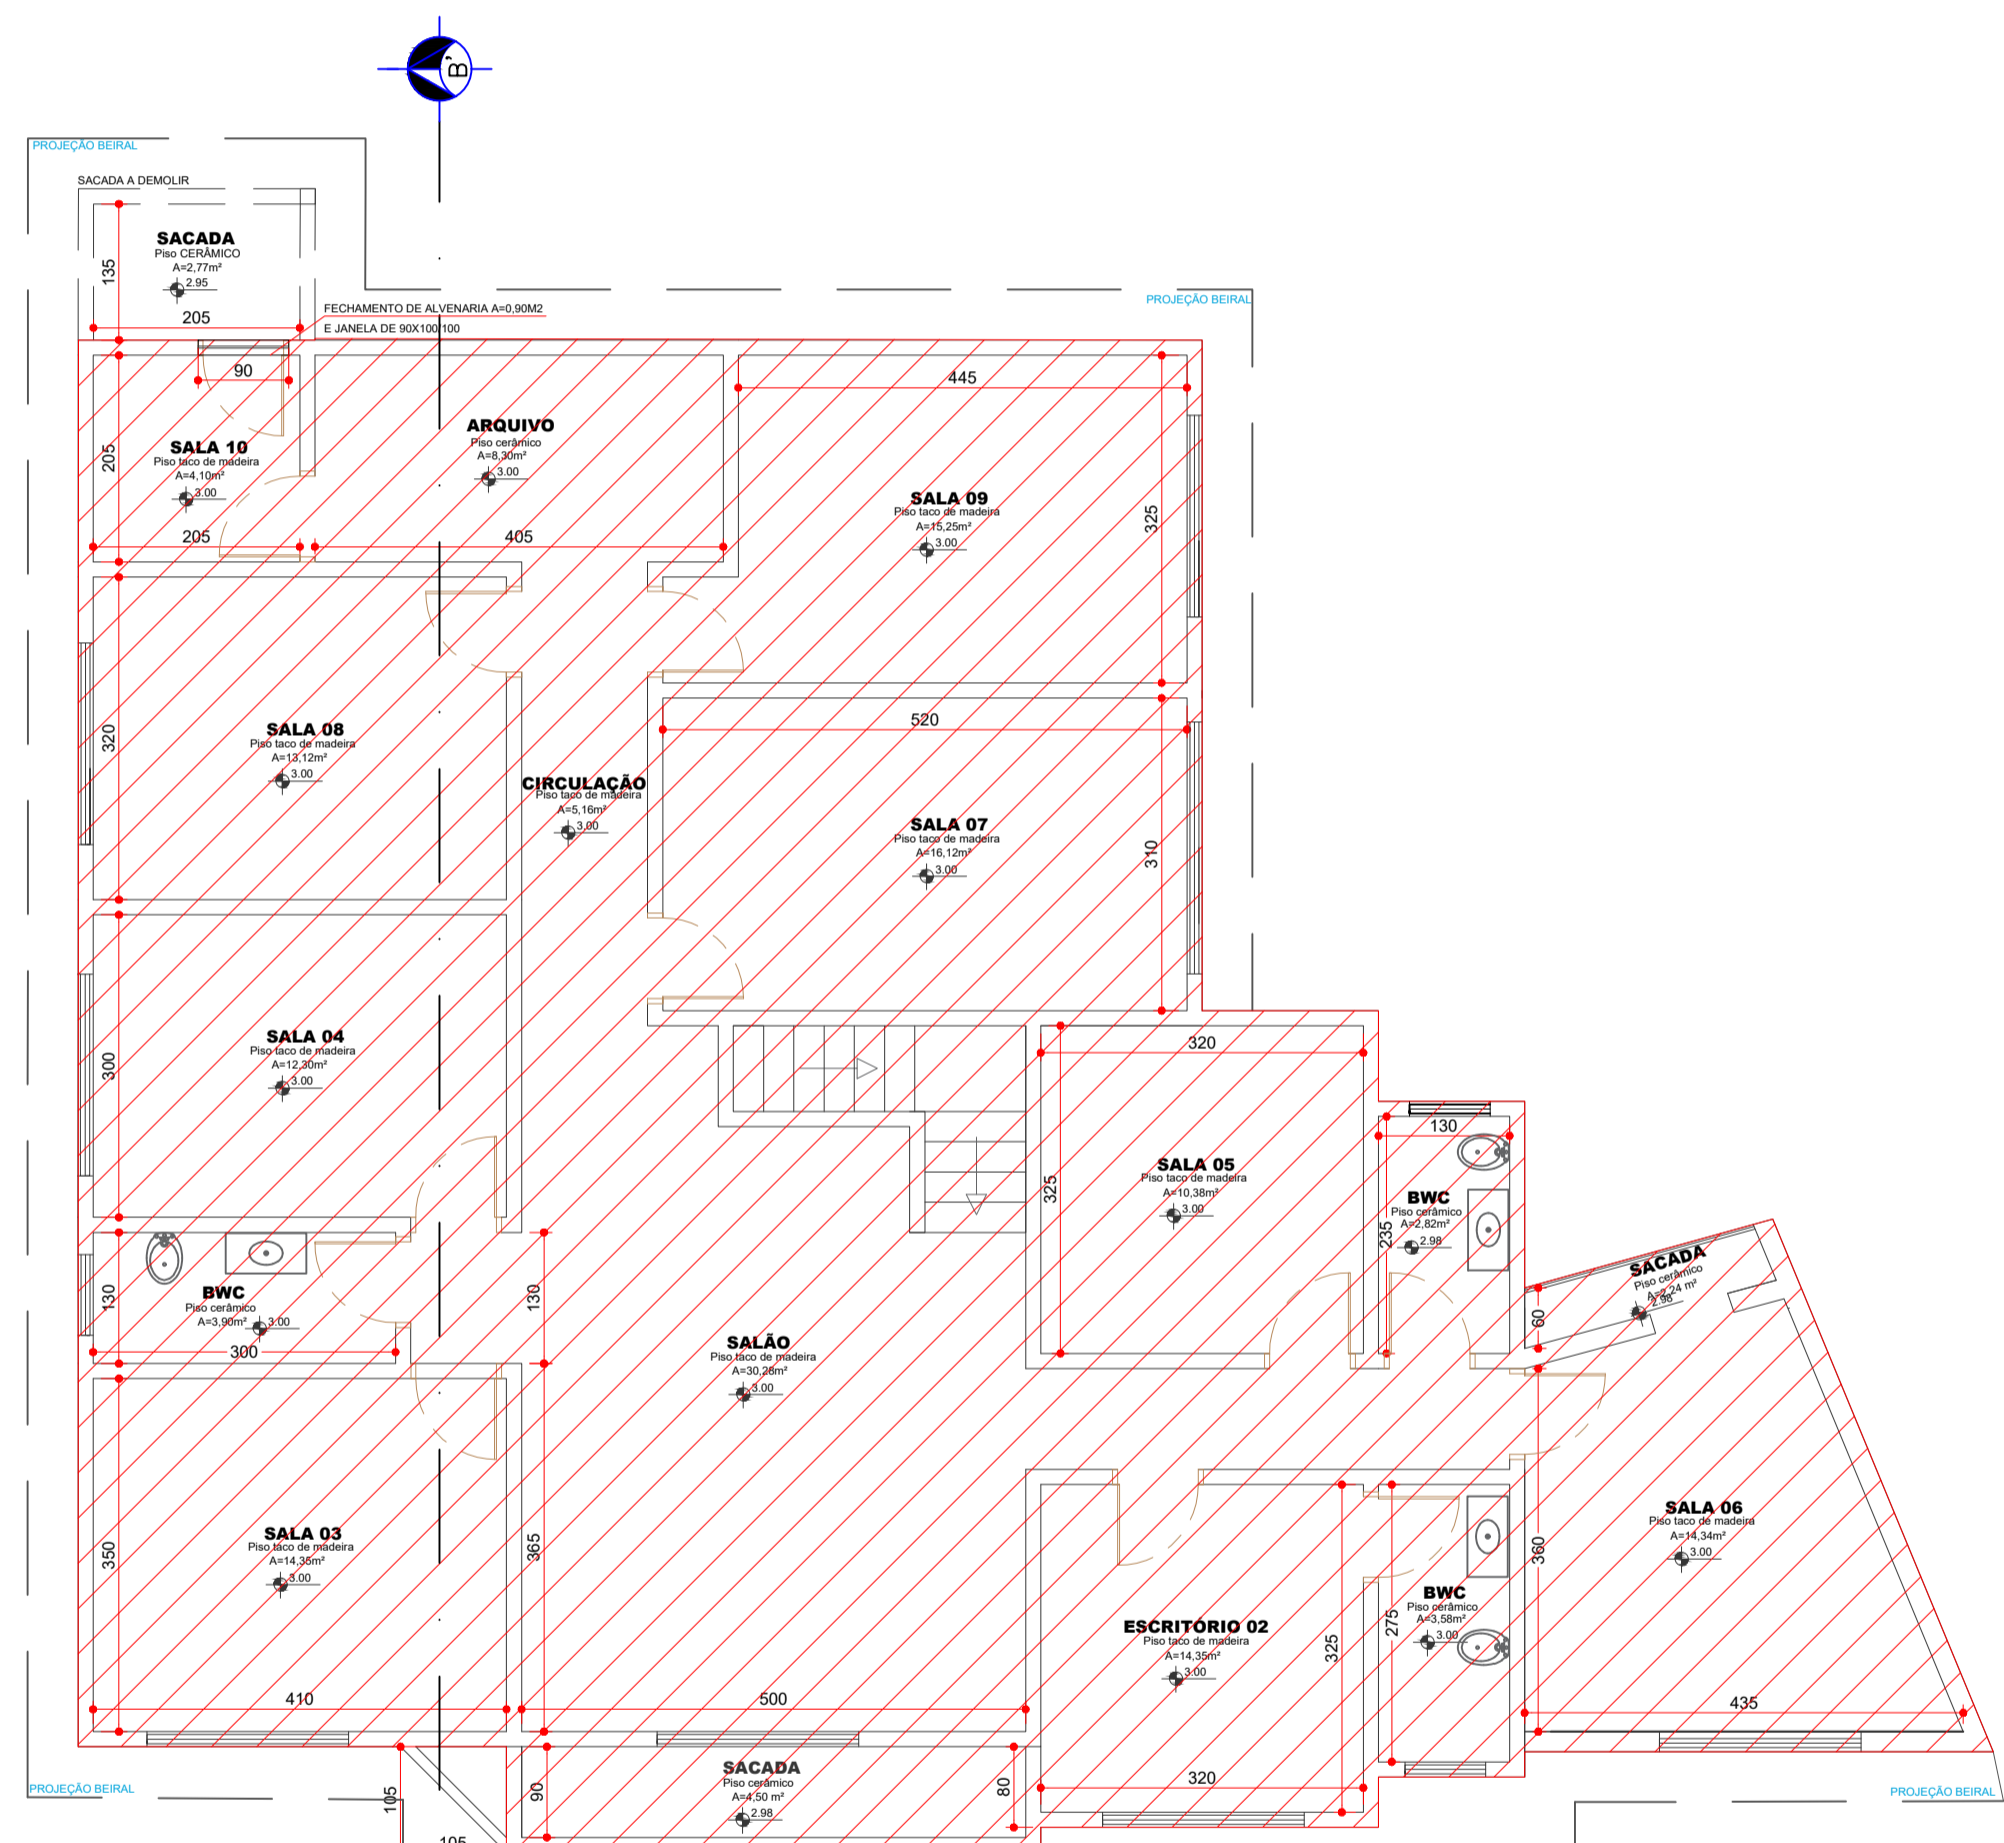 B'
PROJEÇÃO BEIRAL
SACADA A DEMOLIR
SACADA
Piso CERÂMICO
A=2,77m²
2.95
135
205
PROJEÇÃO BEIRAL
FECHAMENTO DE ALVENARIA A=0,90M2
E JANELA DE 90X100/100
90
205
SALA 10
Piso taco de madeira
A=4,10m²
3.00
205
ARQUIVO
Piso cerâmico
A=8,30m²
3.00
405
445
SALA 09
Piso taco de madeira
A=15,25m²
3.00
325
320
SALA 08
Piso taco de madeira
A=13,12m²
3.00
CIRCULAÇÃO
Piso taco de madeira
A=5,16m²
3.00
520
SALA 07
Piso taco de madeira
A=16,12m²
3.00
310
300
SALA 04
Piso taco de madeira
A=12,30m²
3.00
320
SALA 05
Piso taco de madeira
A=10,38m²
3.00
325
130
BWC
Piso cerâmico
A=2,82m²
2.98
235
SACADA
Piso cerâmico
A=2,24 m²
2.98
60
130
BWC
Piso cerâmico
A=3,90m²
3.00
300
130
SALÃO
Piso taco de madeira
A=30,28m²
3.00
365
500
350
SALA 03
Piso taco de madeira
A=14,35m²
3.00
410
ESCRITÓRIO 02
Piso taco de madeira
A=14,35m²
3.00
325
320
275
BWC
Piso cerâmico
A=3,58m²
3.00
360
SALA 06
Piso taco de madeira
A=14,34m²
3.00
435
SACADA
Piso cerâmico
A=4,50 m²
2.98
90
80
105
105
PROJEÇÃO BEIRAL
PROJEÇÃO BEIRAL